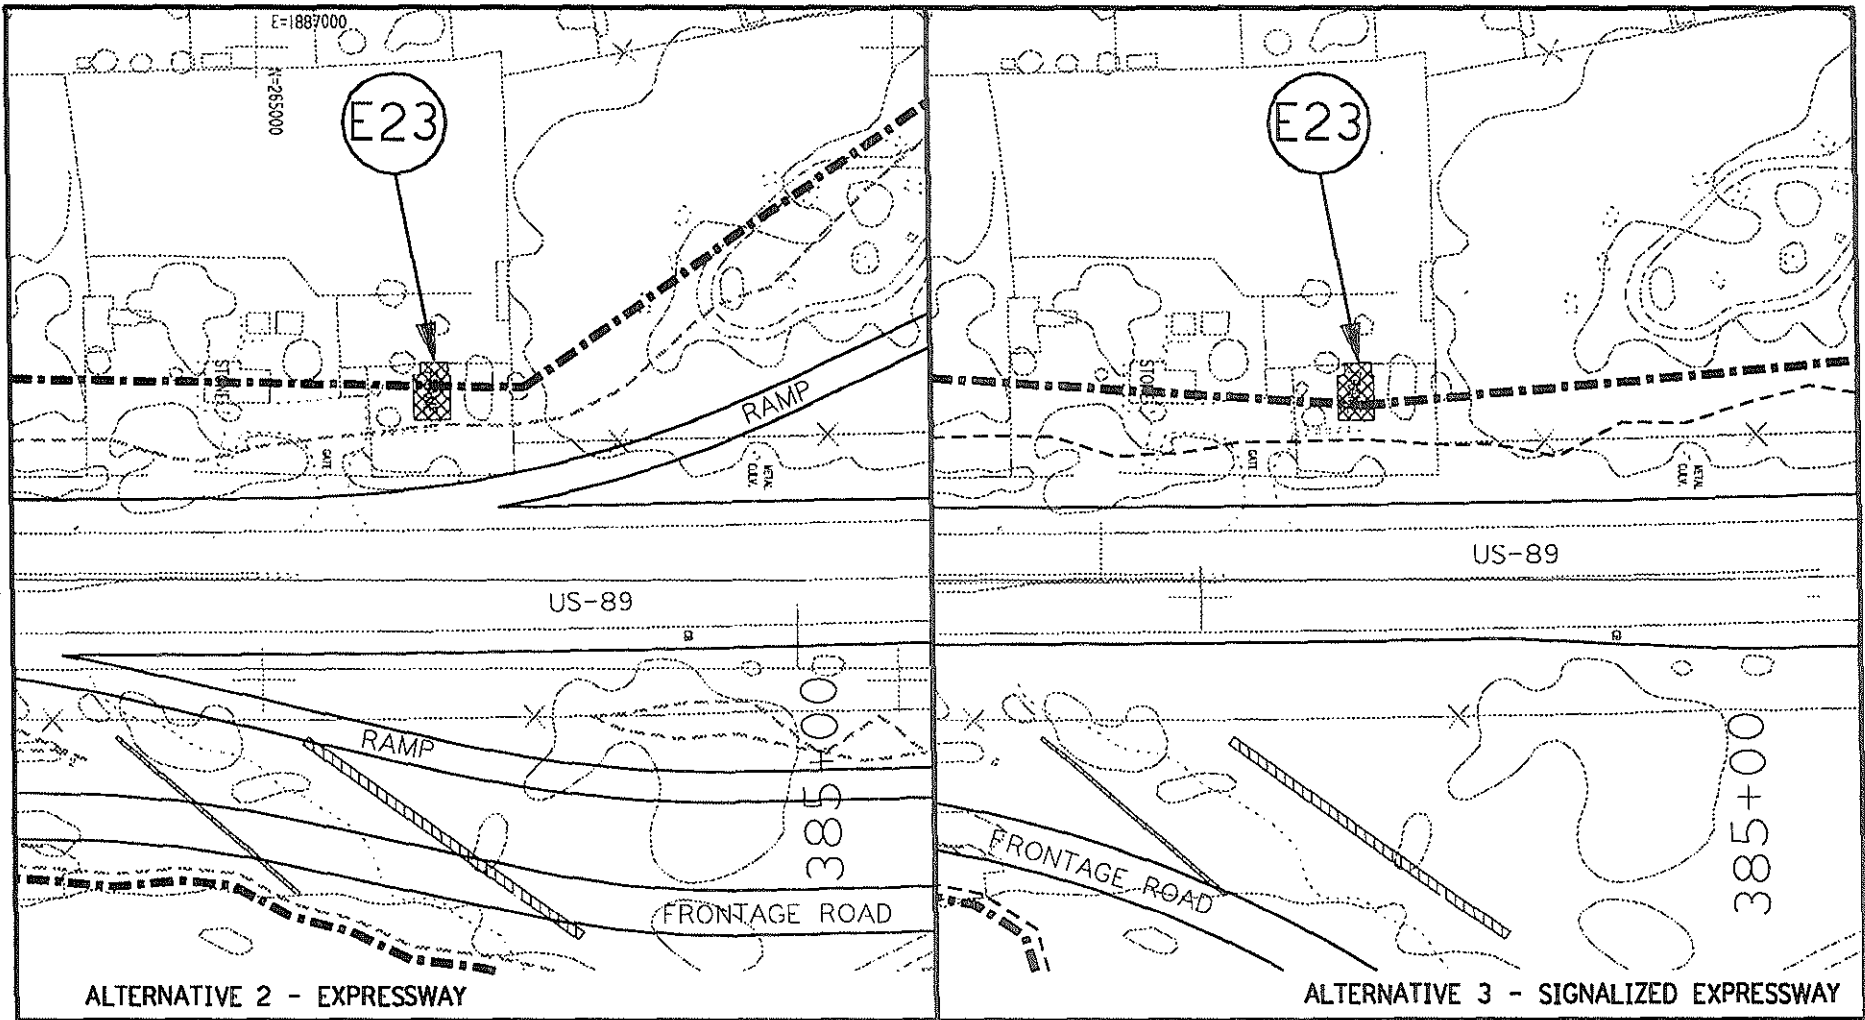 E=1887000
N=265000
E23
STONE
GATE
METAL
CULV.
RAMP
US-89
RAMP
385+00
FRONTAGE ROAD
ALTERNATIVE 2 - EXPRESSWAY
E23
GATE
METAL
CULV.
US-89
FRONTAGE ROAD
385+00
ALTERNATIVE 3 - SIGNALIZED EXPRESSWAY